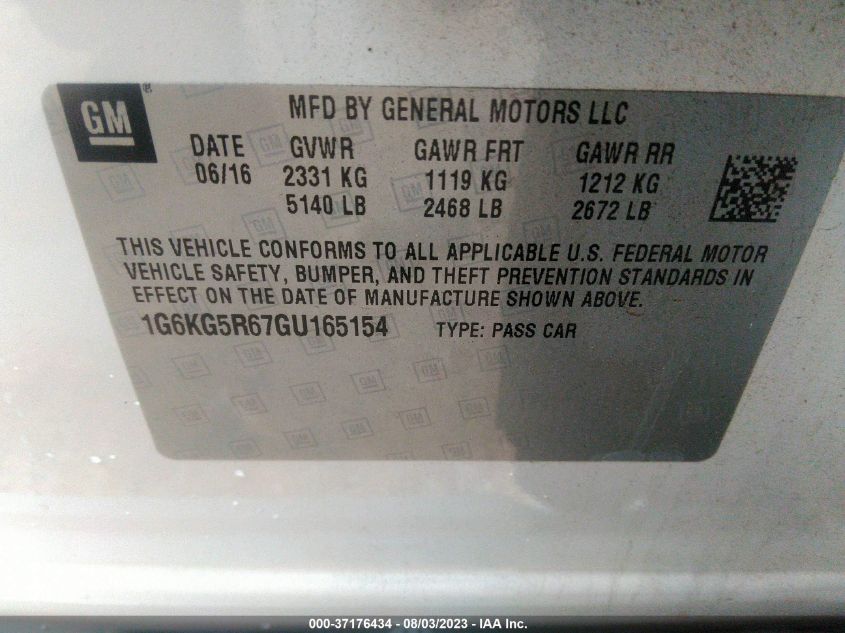 GM
MFD BY GENERAL MOTORS LLC
DATE GVWR GAWR FRT GAWR RR
06/16 2331 KG 1119 KG 1212 KG
5140 LB 2468 LB 2672 LB
THIS VEHICLE CONFORMS TO ALL APPLICABLE U.S. FEDERAL MOTOR
VEHICLE SAFETY, BUMPER, AND THEFT PREVENTION STANDARDS IN
EFFECT ON THE DATE OF MANUFACTURE SHOWN ABOVE.
1G6KG5R67GU165154 TYPE: PASS CAR
000-37176434 - 08/03/2023 - IAA Inc.